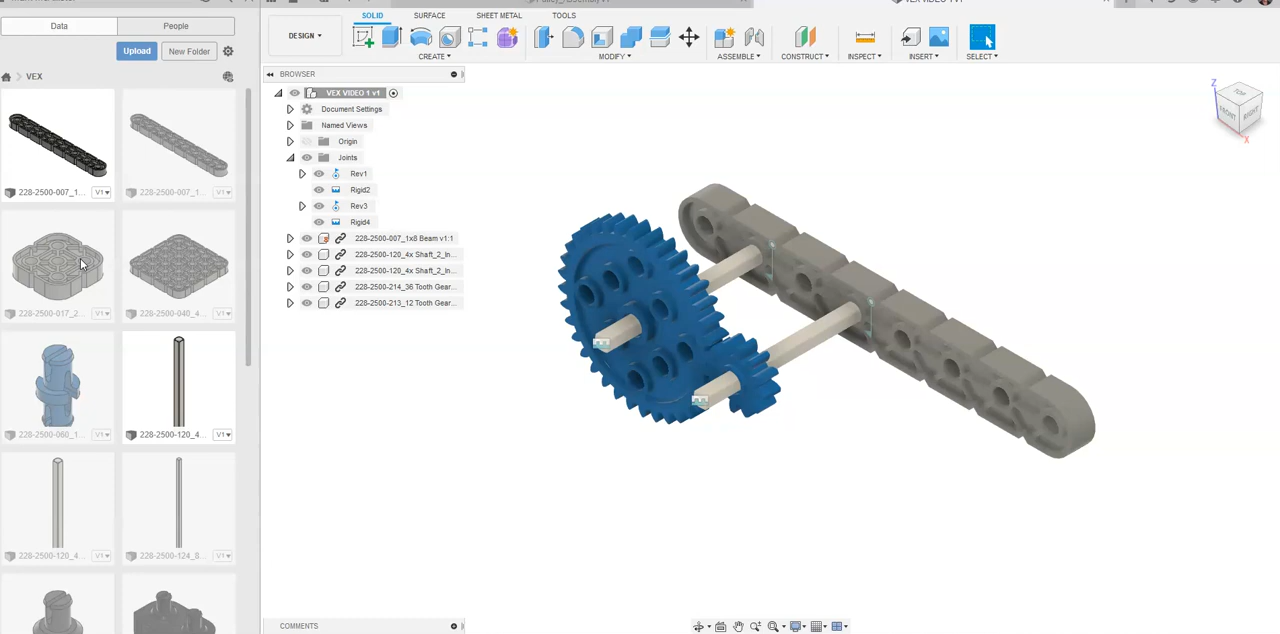 Data People
Upload New Folder
VEX
228-2500-007_1... V1
228-2500-007_1... V1
228-2500-017_2... V1
228-2500-040_4... V1
228-2500-060_1... V1
228-2500-120_4... V1
228-2500-120_4... V1
228-2500-124_8... V1
DESIGN
SOLID SURFACE SHEET METAL TOOLS
CREATE MODIFY ASSEMBLE CONSTRUCT INSPECT INSERT SELECT
BROWSER
VEX VIDEO 1 v1
Document Settings
Named Views
Origin
Joints
Rev1
Rigid2
Rev3
Rigid4
228-2500-007_1x8 Beam v1:1
228-2500-120_4x Shaft_2_In...
228-2500-120_4x Shaft_2_In...
228-2500-214_36 Tooth Gear...
228-2500-213_12 Tooth Gear...
Z
TOP
FRONT RIGHT
X
COMMENTS